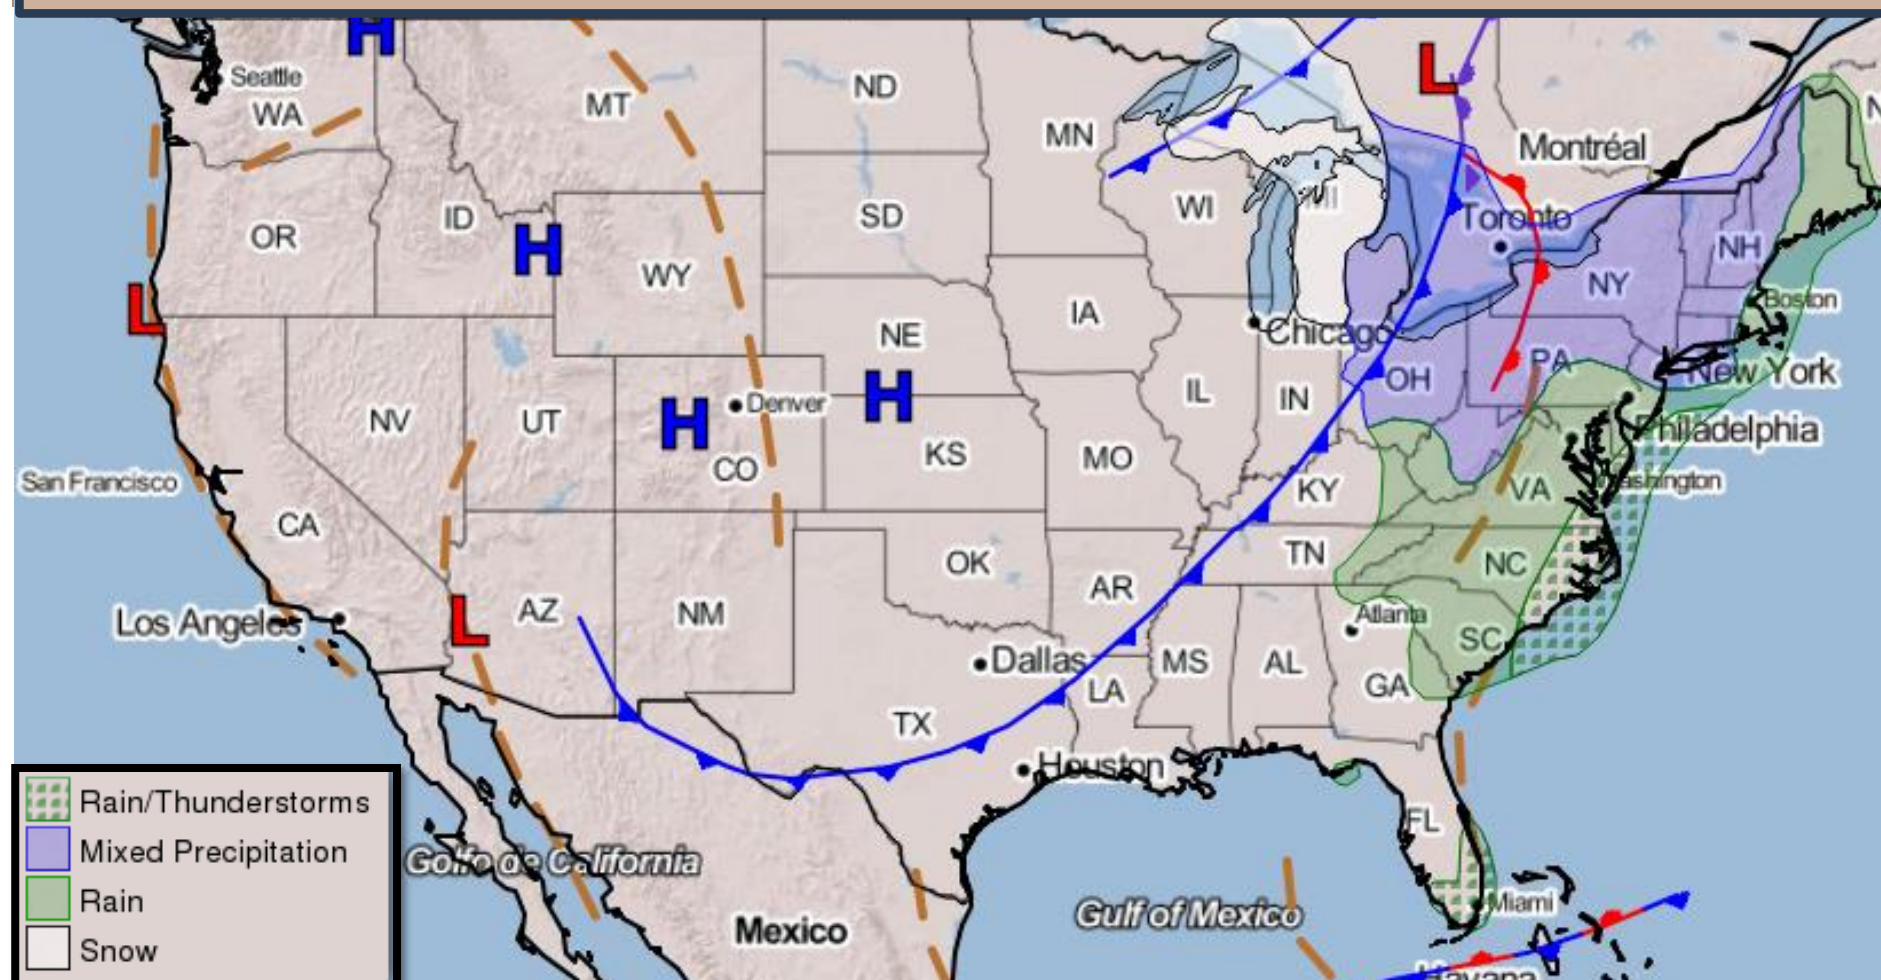 H
Seattle
WA
MT
ND
MN
L
Montréal
N
OR
ID
H
WY
SD
WI
MI
Toronto
NH
NY
L
NE
IA
Chicago
Boston
NV
UT
H
Denver
CO
H
KS
MO
IL
IN
OH
PA
New York
Philadelphia
San Francisco
CA
KY
VA
Washington
Los Angeles
L
AZ
NM
OK
AR
TN
NC
Atlanta
SC
Dallas
TX
LA
MS
AL
GA
Houston
FL
Golfo de California
Mexico
Gulf of Mexico
Miami
Havana
Rain/Thunderstorms
Mixed Precipitation
Rain
Snow